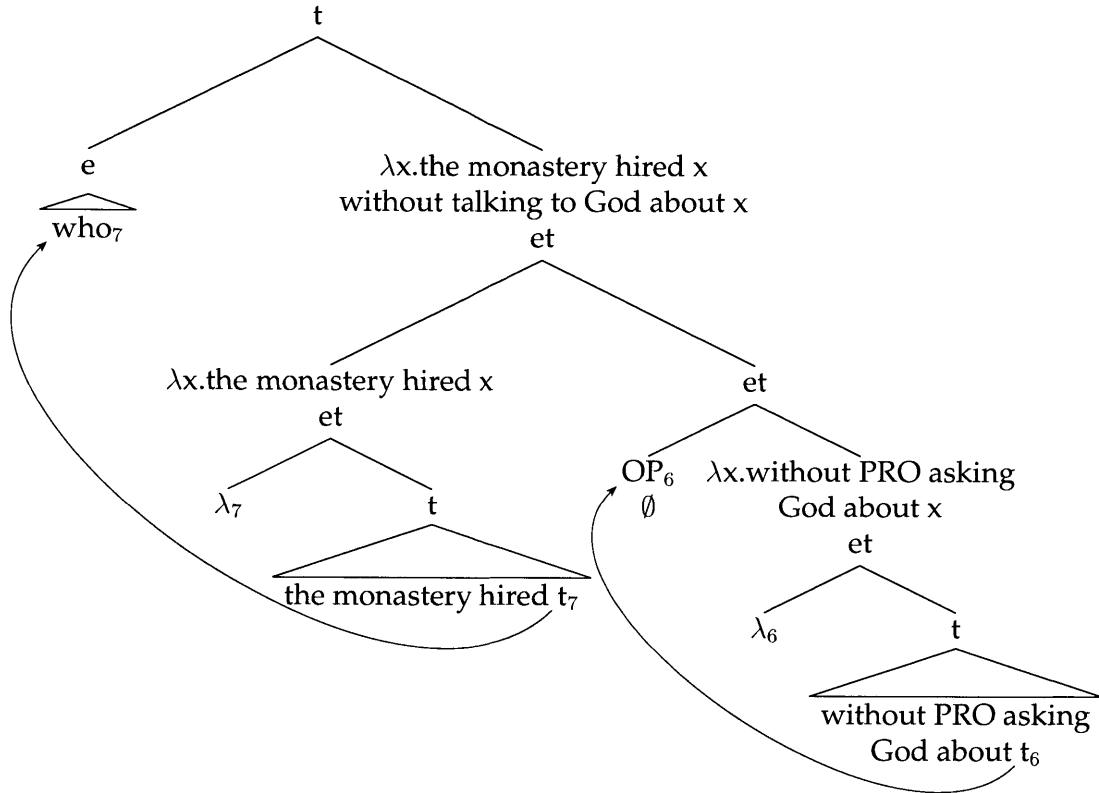 t
e
who₇
λx.the monastery hired x
without talking to God about x
et
λx.the monastery hired x
et
λ₇
t
the monastery hired t₇
et
OP₆
∅
λx.without PRO asking
God about x
et
λ₆
t
without PRO asking
God about t₆